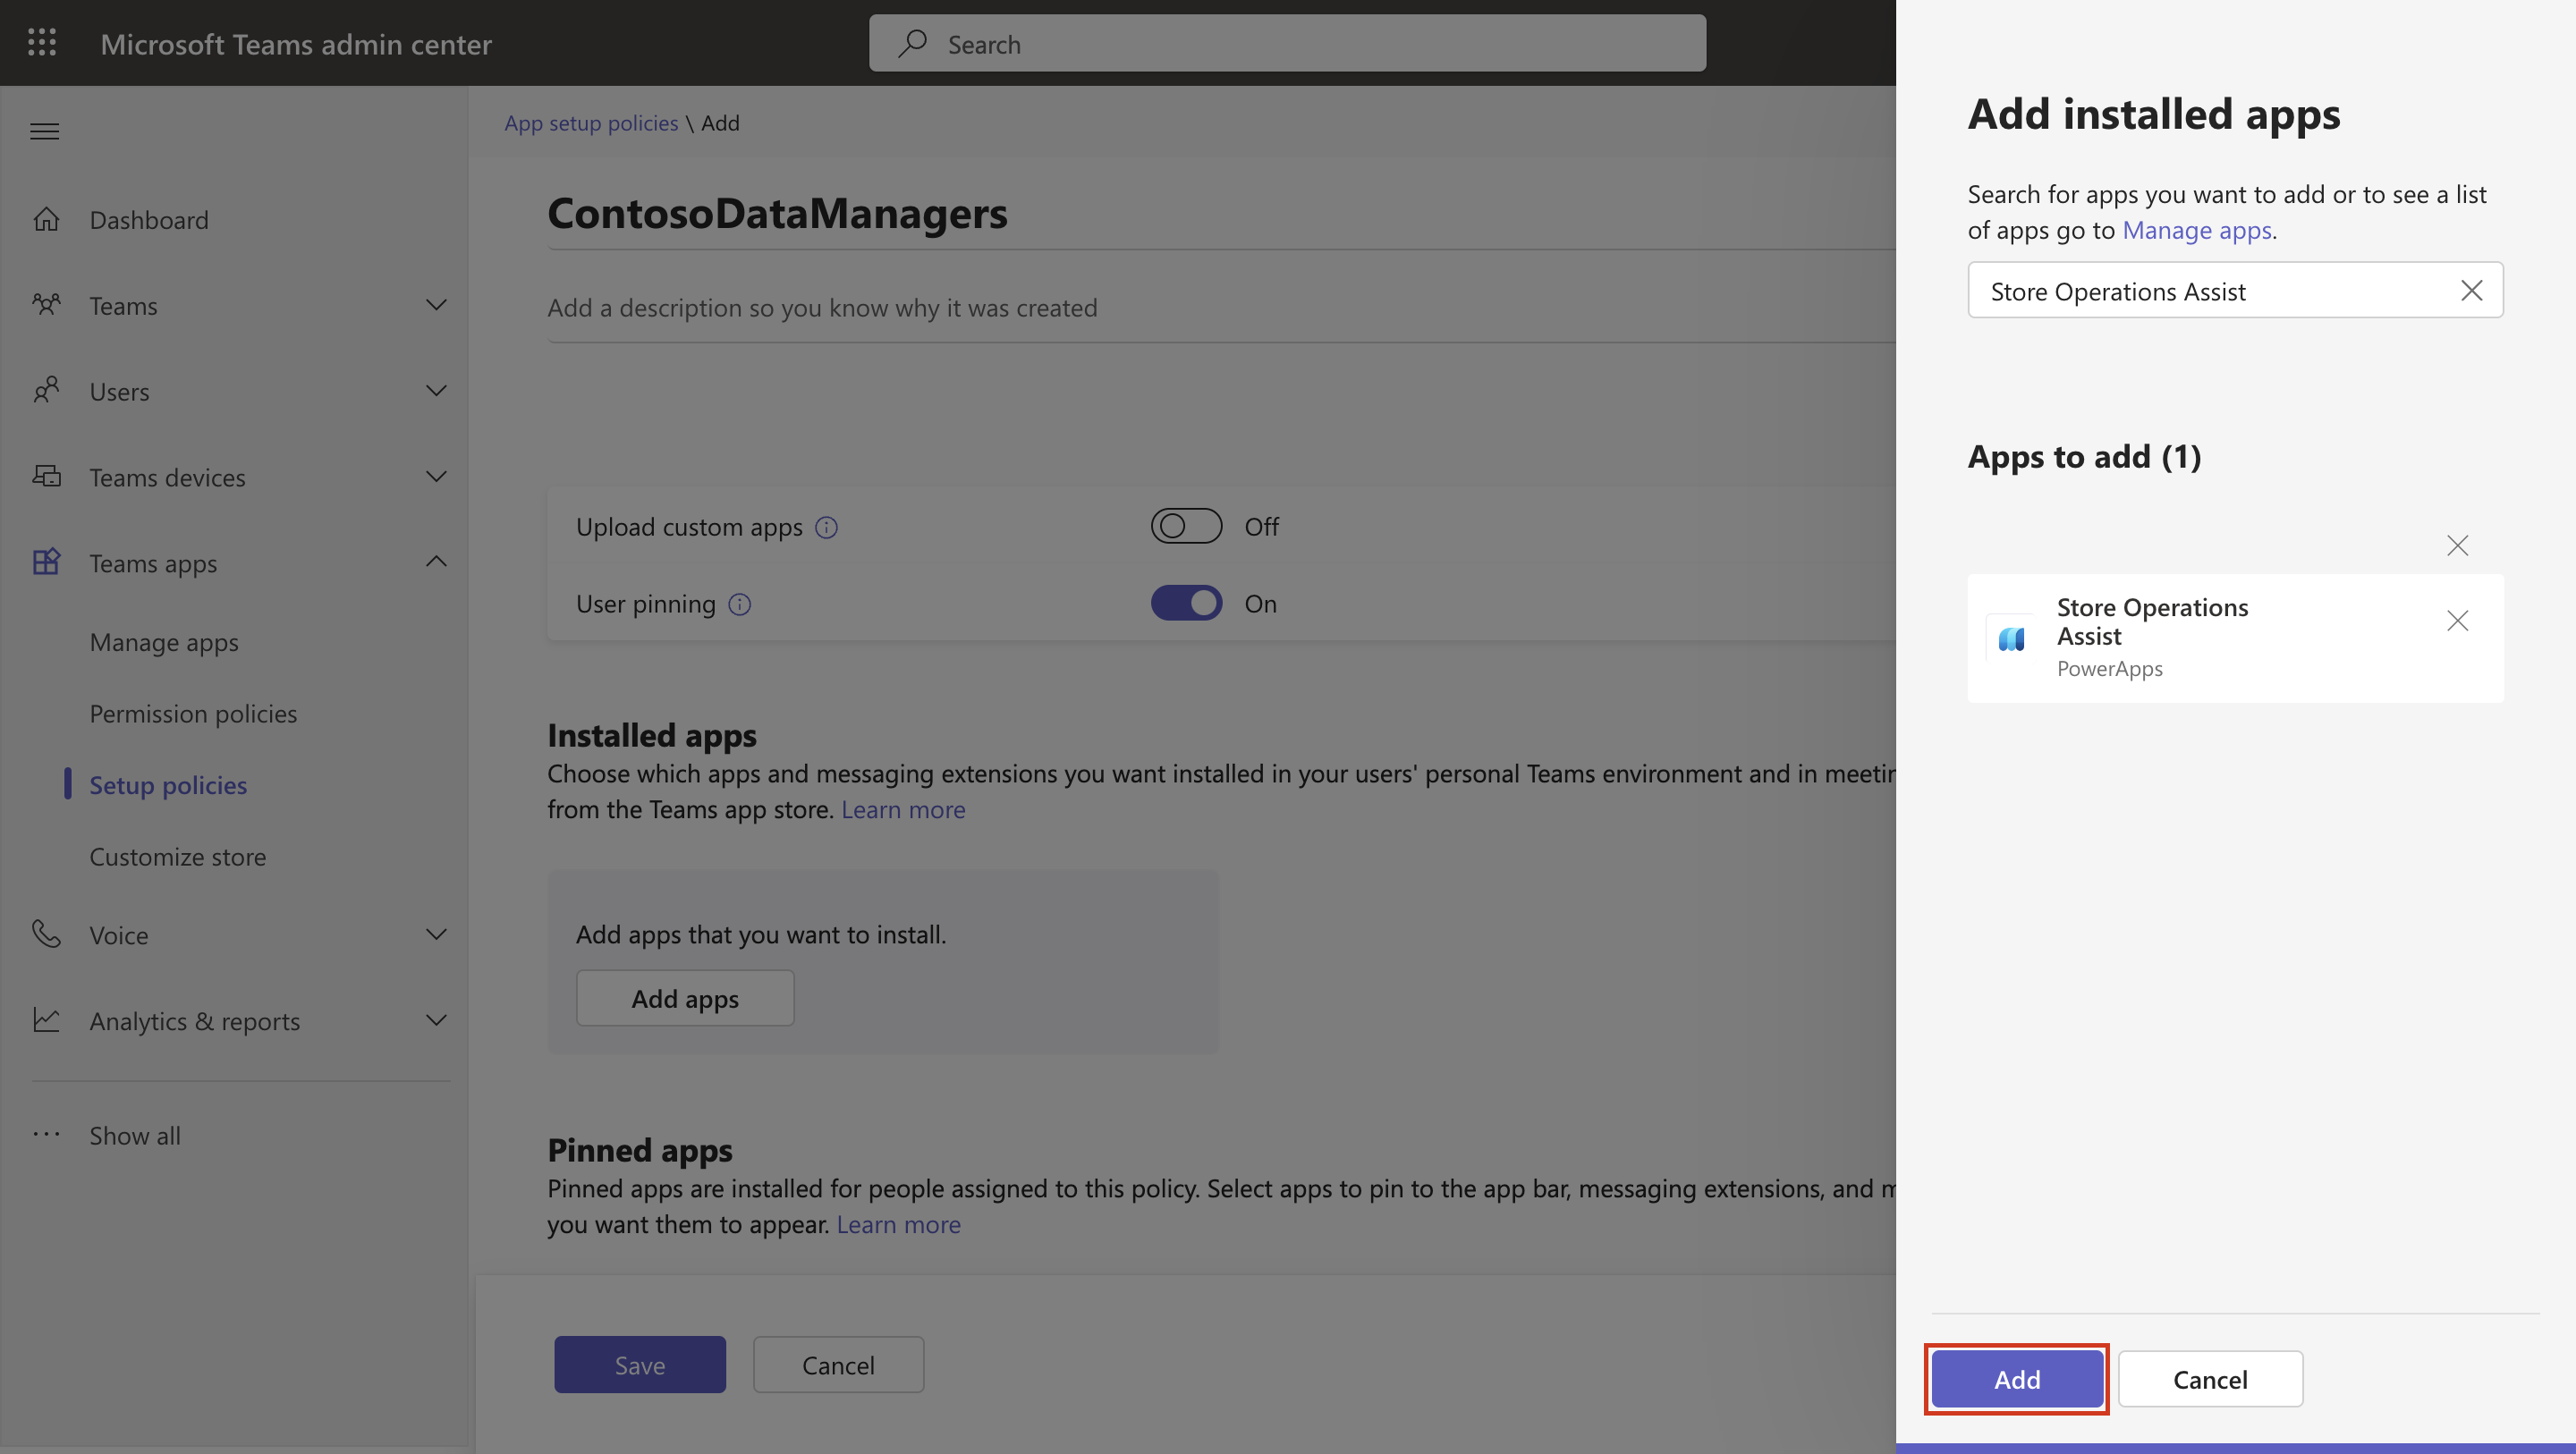 Microsoft Teams admin center
Search
Dashboard
Teams
Users
Teams devices
Teams apps
Manage apps
Permission policies
Setup policies
Customize store
Voice
Analytics & reports
Show all
App setup policies \ Add
ContosoDataManagers
Add a description so you know why it was created
Upload custom apps Off
User pinning On
Installed apps
Choose which apps and messaging extensions you want installed in your users' personal Teams environment and in meetin
from the Teams app store. Learn more
Add apps that you want to install.
Add apps
Pinned apps
Pinned apps are installed for people assigned to this policy. Select apps to pin to the app bar, messaging extensions, and m
you want them to appear. Learn more
Save Cancel
Add installed apps
Search for apps you want to add or to see a list
of apps go to Manage apps.
Store Operations Assist
Apps to add (1)
Store Operations
Assist
PowerApps
Add Cancel